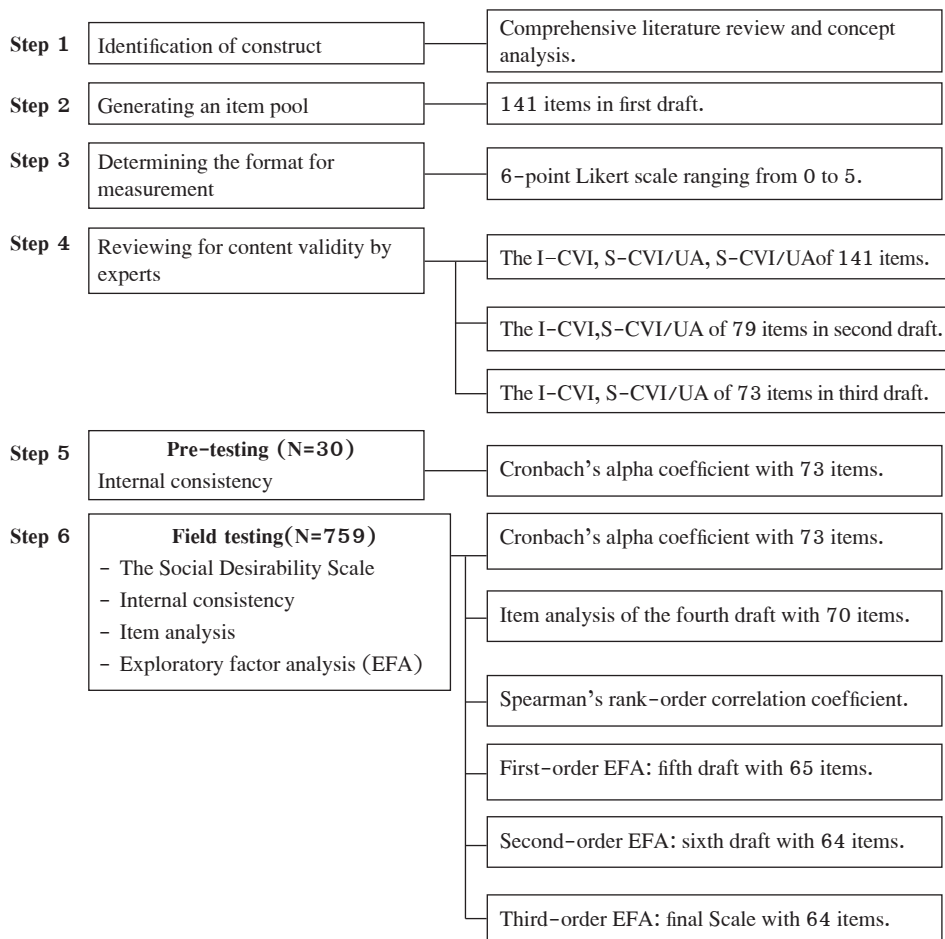 Step 1
Identification of construct
Comprehensive literature review and concept
analysis.
Step 2
Generating an item pool
141 items in first draft.
Step 3
Determining the format for
measurement
6-point Likert scale ranging from 0 to 5.
Step 4
Reviewing for content validity by
experts
The I-CVI, S-CVI/UA, S-CVI/UAof 141 items.
The I-CVI,S-CVI/UA of 79 items in second draft.
The I-CVI, S-CVI/UA of 73 items in third draft.
Step 5
Pre-testing (N=30)
Internal consistency
Cronbach's alpha coefficient with 73 items.
Step 6
Field testing(N=759)
- The Social Desirability Scale
- Internal consistency
- Item analysis
- Exploratory factor analysis (EFA)
Cronbach's alpha coefficient with 73 items.
Item analysis of the fourth draft with 70 items.
Spearman's rank-order correlation coefficient.
First-order EFA: fifth draft with 65 items.
Second-order EFA: sixth draft with 64 items.
Third-order EFA: final Scale with 64 items.